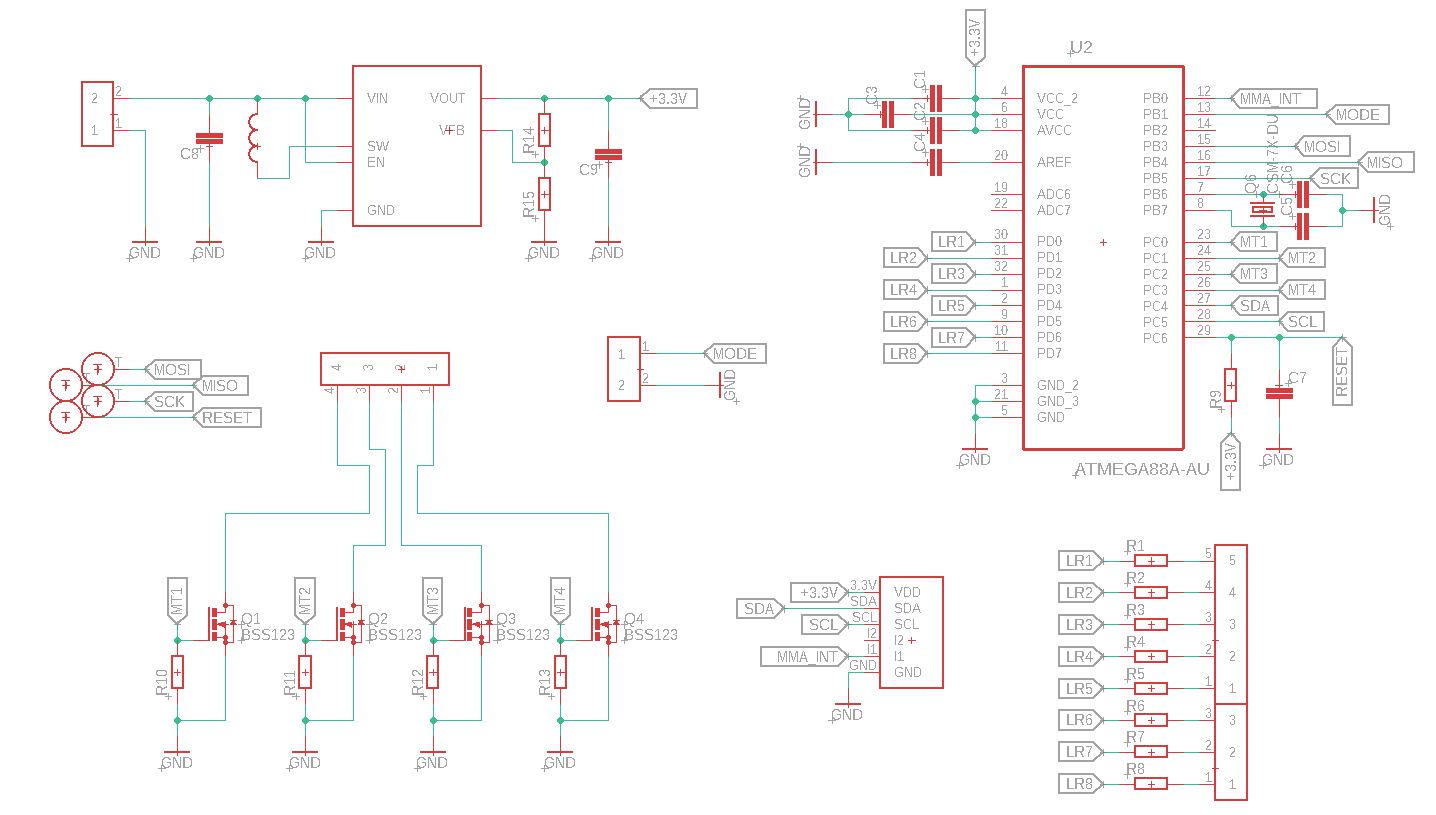 2
2
1
1
C8
GND
GND
VIN
SW
EN
GND
VOUT
VFB
GND
R14
R15
GND
C9
GND
+3.3V
U2
+3.3V
GND
C3
C1
C2
C4
GND
4 VCC_2
6 VCC
18 AVCC
20 AREF
19 ADC6
22 ADC7
LR1 30 PD0
LR2 31 PD1
LR3 32 PD2
LR4 1 PD3
LR5 2 PD4
LR6 9 PD5
LR7 10 PD6
LR8 11 PD7
3 GND_2
21 GND_3
5 GND
GND
PB0 12 MMA_INT
PB1 13 MODE
PB2 14
PB3 15 MOSI
PB4 16 MISO
PB5 17 SCK
PB6 7
PB7 8
Q6
CSM-7X-DU
C6
C5
GND
PC0 23 MT1
PC1 24 MT2
PC2 25 MT3
PC3 26 MT4
PC4 27 SDA
PC5 28 SCL
PC6 29
RESET
R9
C7
+3.3V
GND
ATMEGA88A-AU
T MOSI
T MISO
T SCK
T RESET
4 3 2 1
4 3 2 1
1 1 MODE
2 2 GND
MT1
Q1
BSS123
R10
GND
MT2
Q2
BSS123
R11
GND
MT3
Q3
BSS123
R12
GND
MT4
Q4
BSS123
R13
GND
+3.3V 3.3V VDD
SDA SDA SDA
SCL SCL SCL
I2 I2
MMA_INT I1 I1
GND GND
GND
LR1 R1 5 5
LR2 R2 4 4
LR3 R3 3 3
LR4 R4 2 2
LR5 R5 1 1
LR6 R6 3 3
LR7 R7 2 2
LR8 R8 1 1